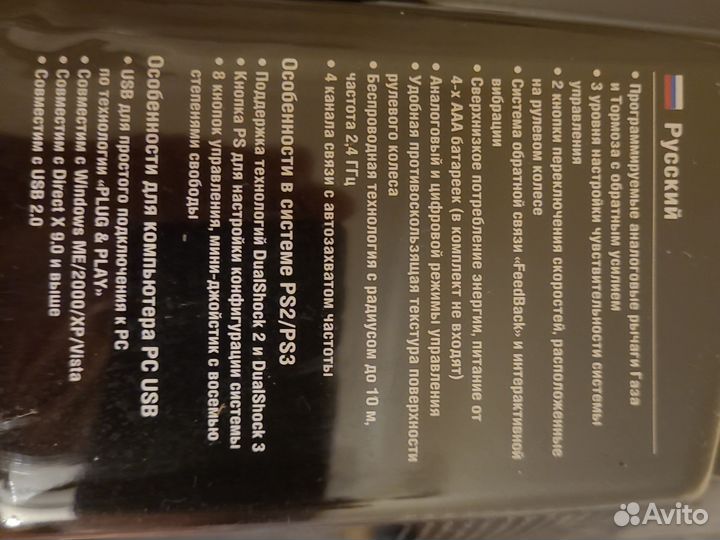 Русский
• Програмируемые аналоговые рычаги Газа
и Тормоза с обратным усилием
• 3 уровня настройки чувствительности системы
управления
• 2 кнопки переключения скоростей, расположенные
на рулевом колесе
• Система обратной связи «FeedBack» и интерактивной
вибрации
• Сверхнизкое потребление энергии, питание от
4-х ААА батареек (в комплект не входят)
• Аналоговый и цифровой режимы управления
• Удобная противоскользящая текстура поверхности
рулевого колеса
• Беспроводная технология с радиусом до 10 м,
частота 2,4 ГГц
• 4 канала связи с автозахватом частоты
Особенности в системе PS2/PS3
• Поддержка технологий DualShock 2 и DualShock 3
• Кнопка PS для настройки конфигурации системы
• 8 кнопок управления, мини-джойстик с восемью
степенями свободы
Особенности для компьютера PC USB
• USB для простого подключения к PC
по технологии «PLUG & PLAY»
• Совместим с Windows ME/2000/XP/Vista
• Совместим с Direct X 9.0 и выше
• Совместим с USB 2.0
Avito